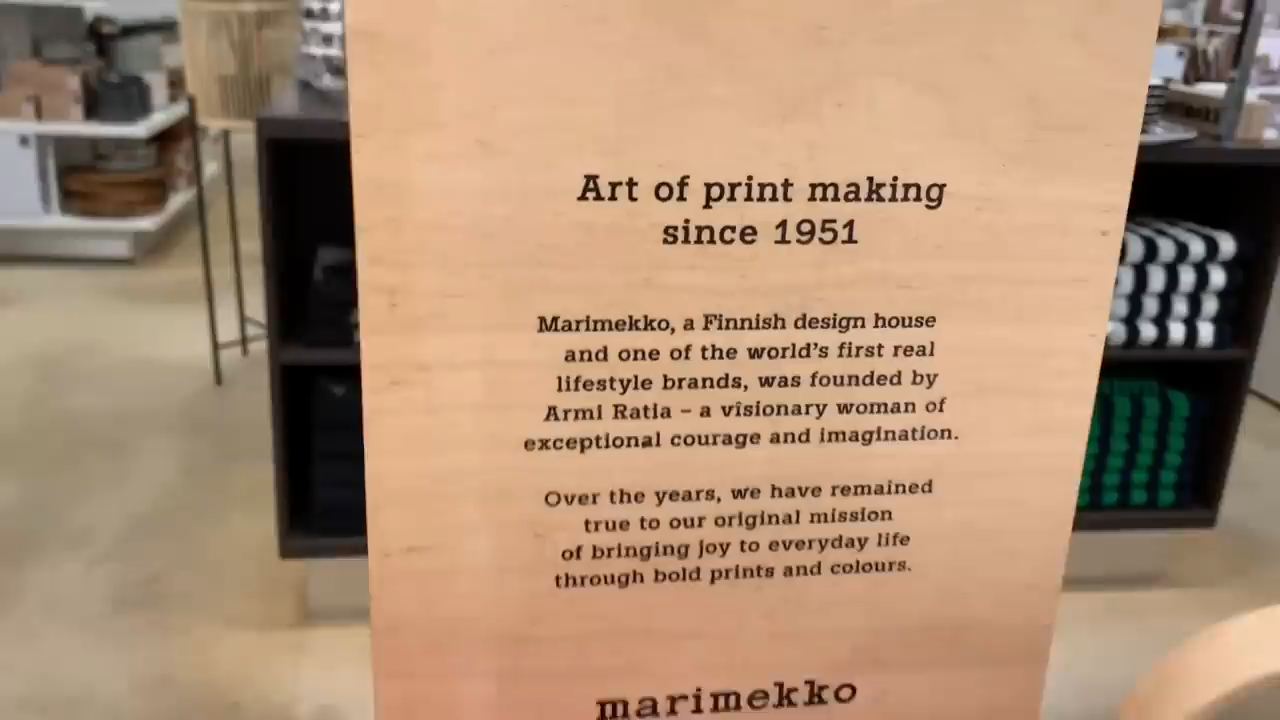 Art of print making
since 1951
Marimekko, a Finnish design house
and one of the world's first real
lifestyle brands, was founded by
Armi Ratia – a visionary woman of
exceptional courage and imagination.
Over the years, we have remained
true to our original mission
of bringing joy to everyday life
through bold prints and colours.
marimekko